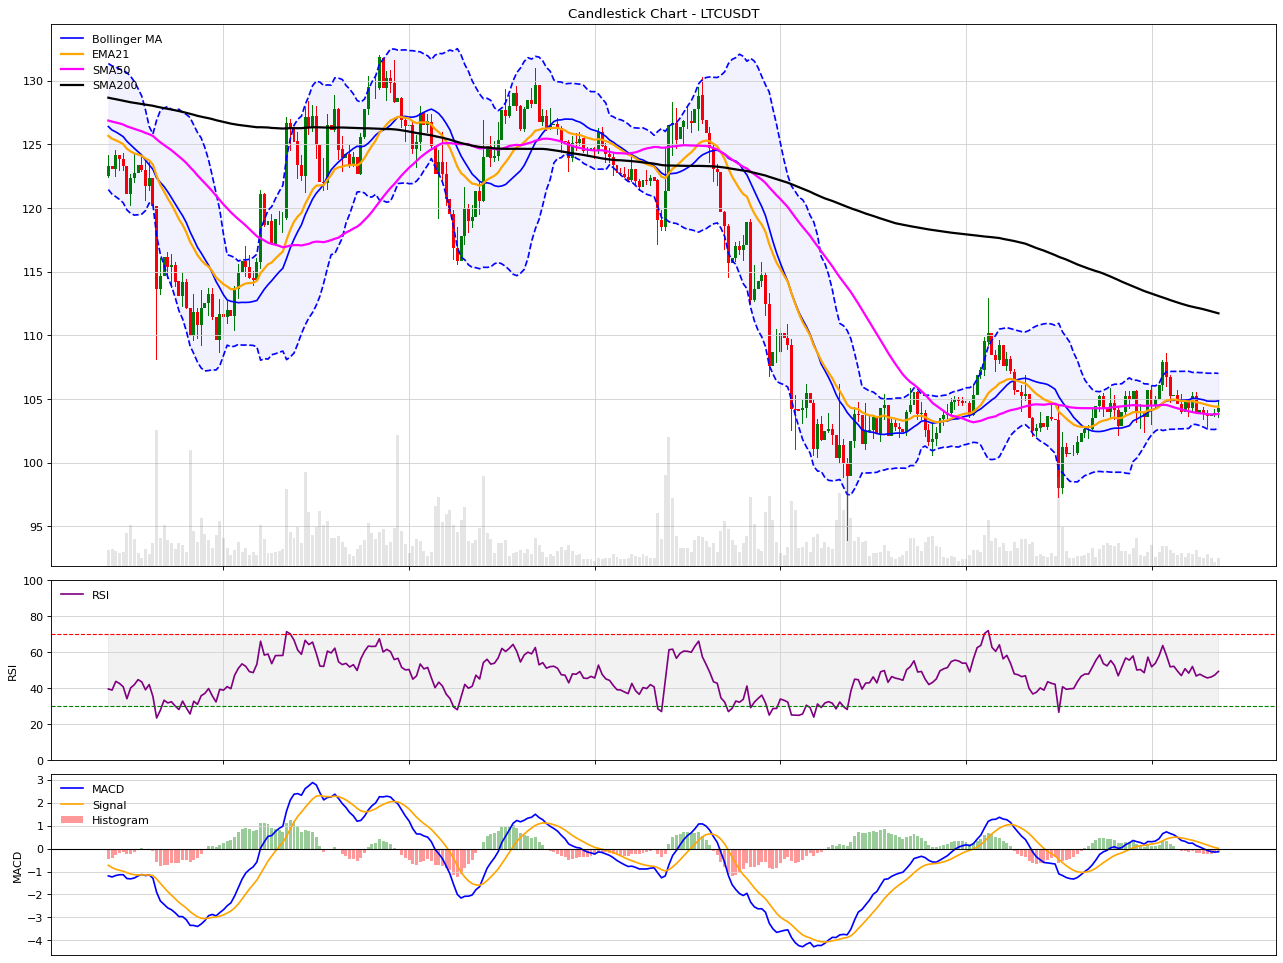 Candlestick Chart - LTCUSDT
Bollinger MA
EMA21
SMA50
SMA200
130
125
120
115
110
105
100
95
RSI
100
80
60
40
20
0
RSI
MACD
Signal
Histogram
3
2
1
0
−1
−2
−3
−4
MACD